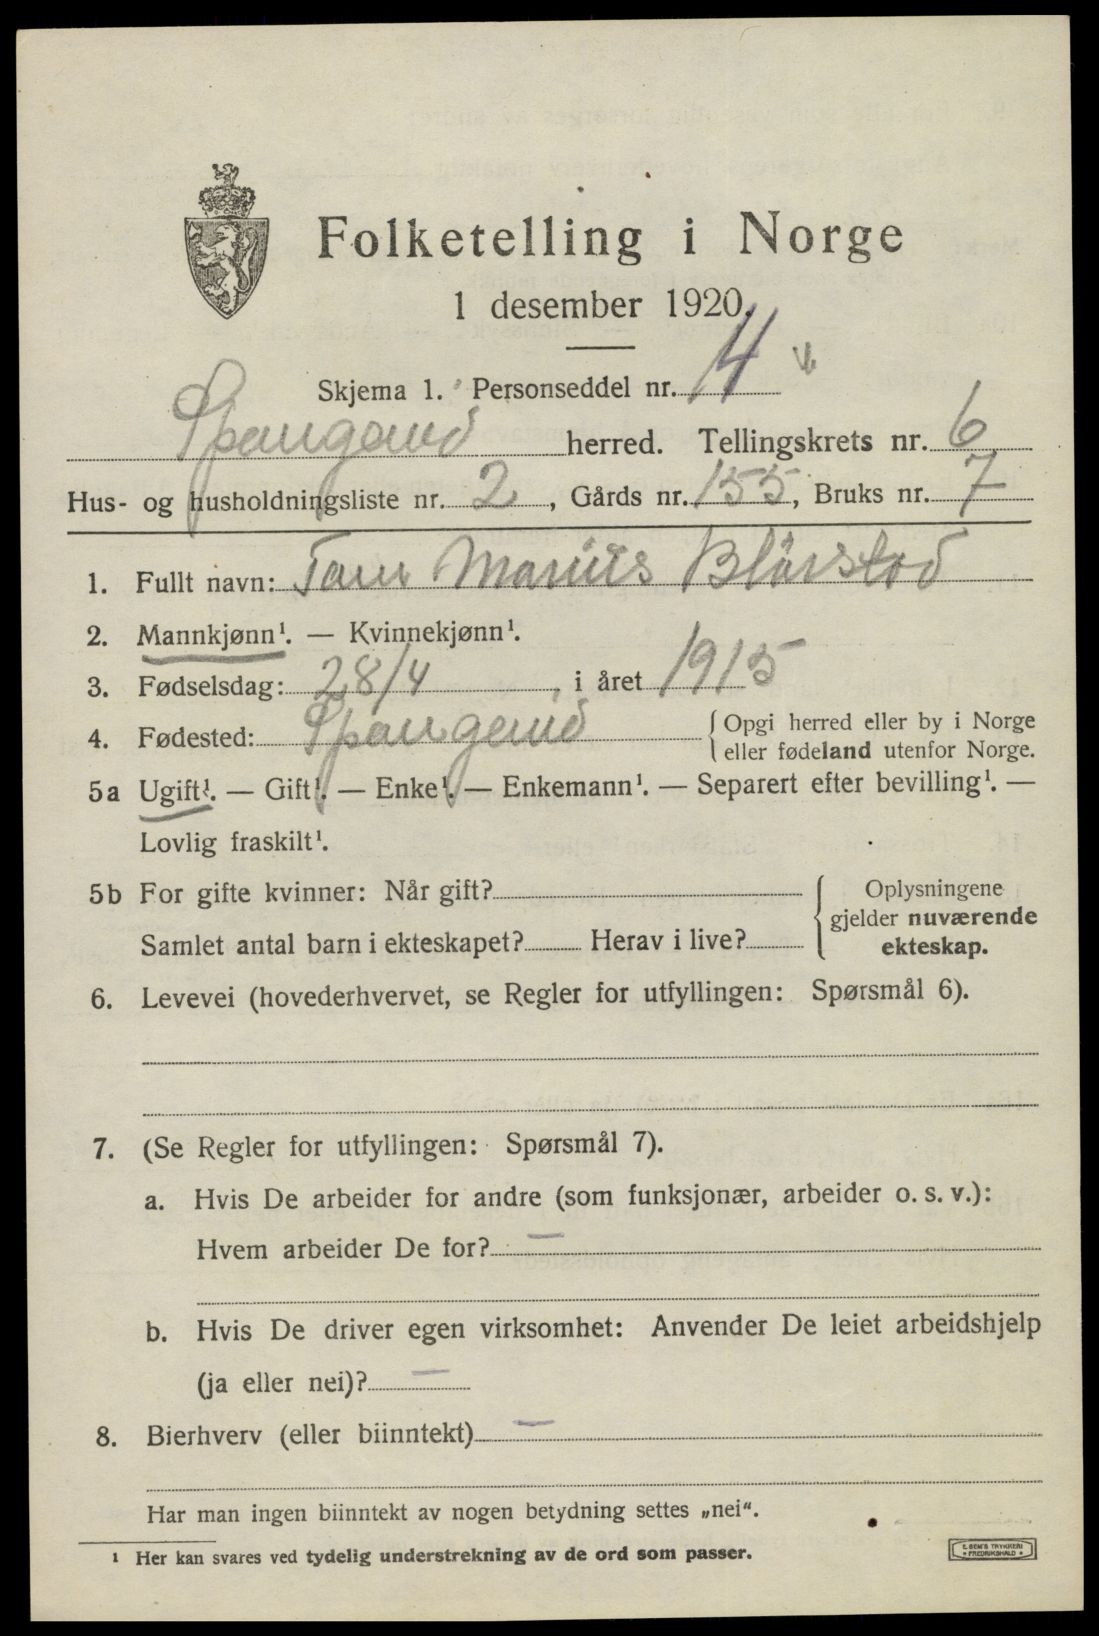 Folketelling i Norge
1 desember 1920.
Skjema 1. Personseddel nr. 4
Spangereid herred. Tellingskrets nr. 6
Hus- og husholdningsliste nr. 2, Gårds nr. 155, Bruks nr. 7
1. Fullt navn: Marius
2. Mannkjønn¹. — Kvinnekjønn¹.
3. Fødselsdag: 28/4, i året 1915
4. Fødested: Spangereid {Opgi herred eller by i Norge
eller fødeland utenfor Norge.
5a Ugift¹. — Gift¹. — Enke¹. — Enkemann¹. — Separert efter bevilling¹. —
Lovlig fraskilt¹.
5b For gifte kvinner: Når gift?
Samlet antal barn i ekteskapet? Herav i live?
{Oplysningene
gjelder nuværende
ekteskap.
6. Levevei (hovederhvervet, se Regler for utfyllingen: Spørsmål 6).
7. (Se Regler for utfyllingen: Spørsmål 7).
a. Hvis De arbeider for andre (som funksjonær, arbeider o. s. v.):
Hvem arbeider De for? —
b. Hvis De driver egen virksomhet: Anvender De leiet arbeidshjelp
(ja eller nei)? —
8. Bierhverv (eller biinntekt) —
Har man ingen biinntekt av nogen betydning settes „nei“.
¹ Her kan svares ved tydelig understrekning av de ord som passer.
E. SEM'S TRYKKERI
• FREDRIKSHALD •